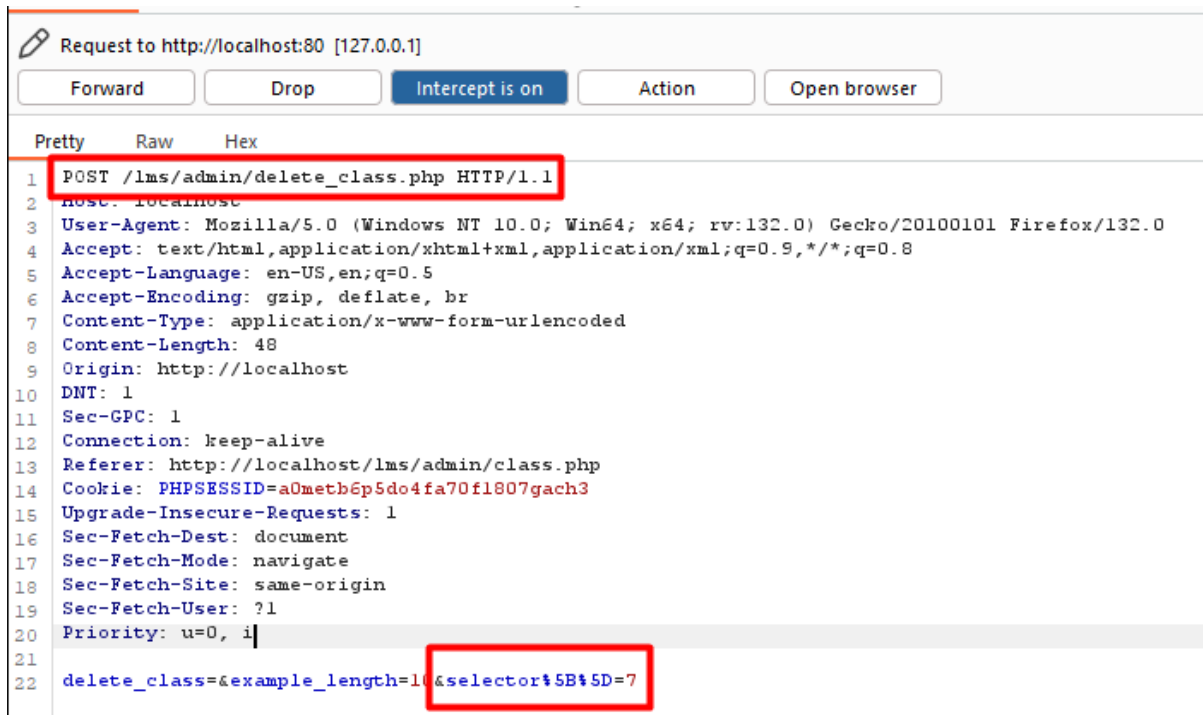 Request to http://localhost:80 [127.0.0.1]
Forward Drop Intercept is on Action Open browser
Pretty Raw Hex
1 POST /lms/admin/delete_class.php HTTP/1.1
2 Host: localhost
3 User-Agent: Mozilla/5.0 (Windows NT 10.0; Win64; x64; rv:132.0) Gecko/20100101 Firefox/132.0
4 Accept: text/html,application/xhtml+xml,application/xml;q=0.9,*/*;q=0.8
5 Accept-Language: en-US,en;q=0.5
6 Accept-Encoding: gzip, deflate, br
7 Content-Type: application/x-www-form-urlencoded
8 Content-Length: 48
9 Origin: http://localhost
10 DNT: 1
11 Sec-GPC: 1
12 Connection: keep-alive
13 Referer: http://localhost/lms/admin/class.php
14 Cookie: PHPSESSID=a0metb6p5do4fa70f1807gach3
15 Upgrade-Insecure-Requests: 1
16 Sec-Fetch-Dest: document
17 Sec-Fetch-Mode: navigate
18 Sec-Fetch-Site: same-origin
19 Sec-Fetch-User: ?1
20 Priority: u=0, i
21
22 delete_class=&example_length=10&selector%5B%5D=7